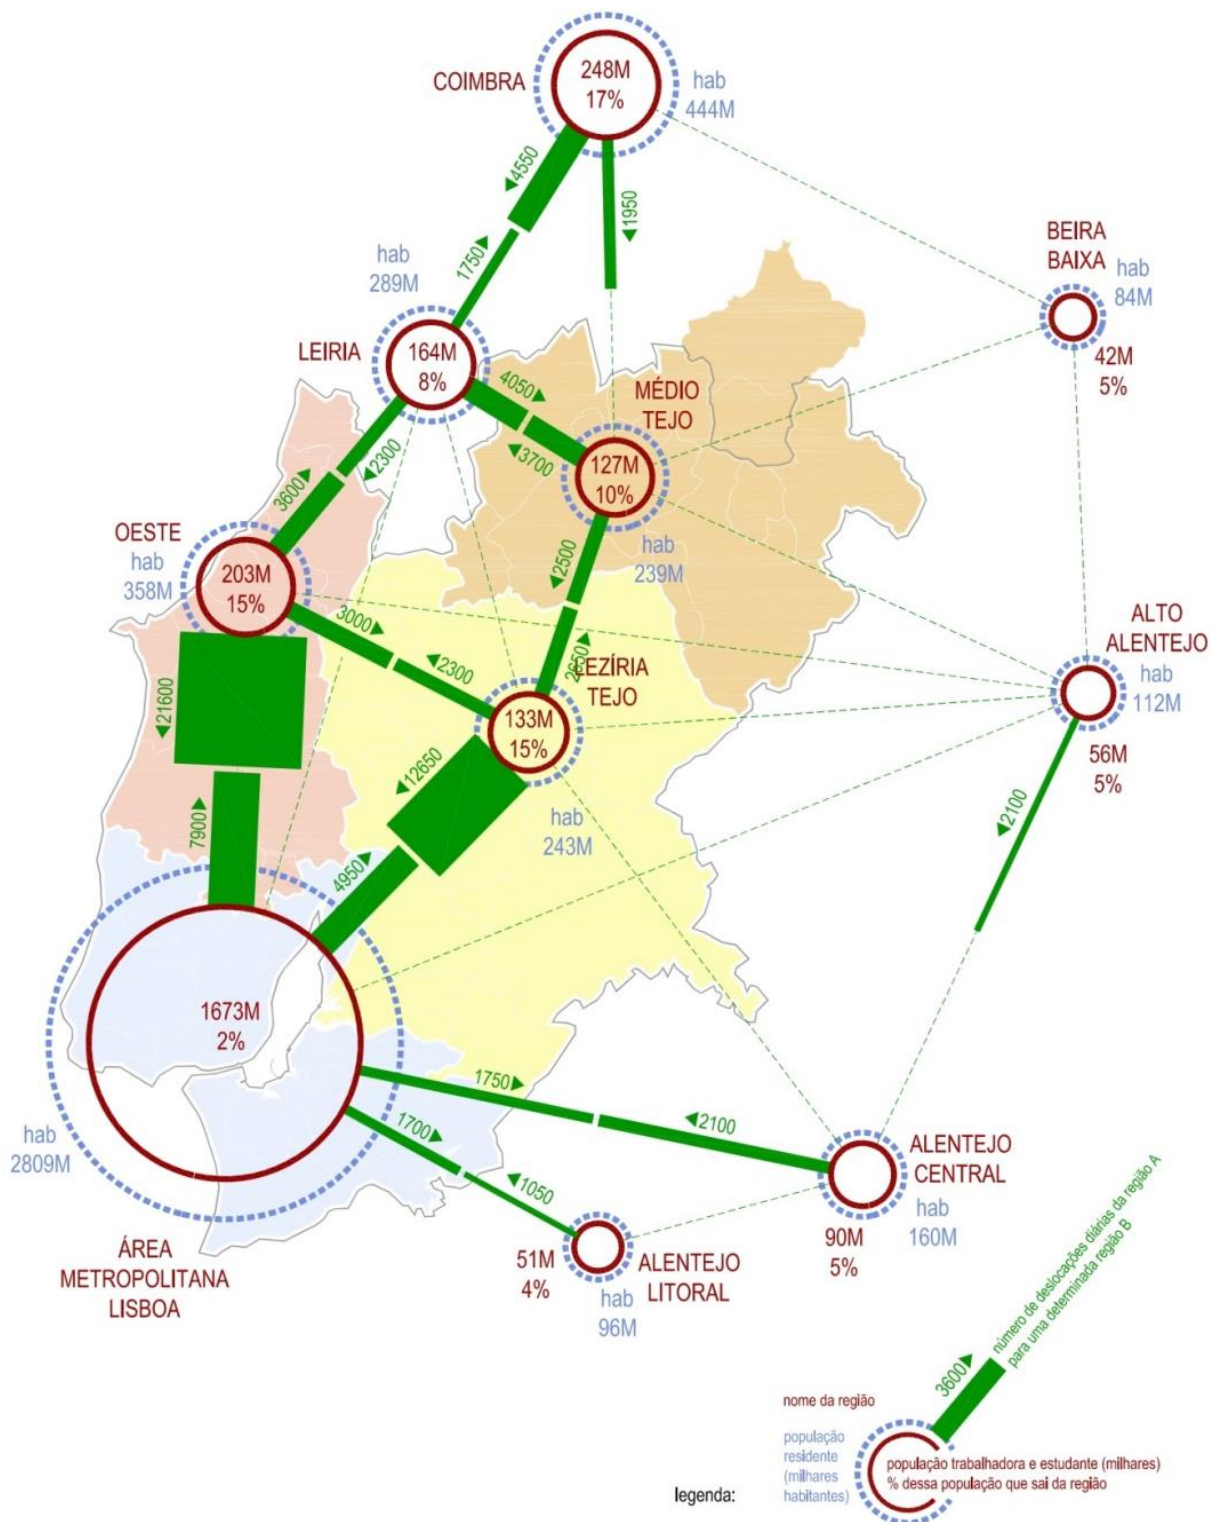 COIMBRA
248M
17%
hab
444M
◄4550
1750►
◄1950
hab
289M
LEIRIA
164M
8%
BEIRA
BAIXA
hab
84M
42M
5%
4050►
◄3700
MÉDIO
TEJO
127M
10%
hab
239M
3600►
◄2300
OESTE
hab
358M
203M
15%
◄2500
2650►
3000►
◄2300
LEZÍRIA
TEJO
133M
15%
hab
243M
ALTO
ALENTEJO
hab
112M
56M
5%
◄2100
◄21600
7900►
◄12650
4950►
1673M
2%
hab
2809M
ÁREA
METROPOLITANA
LISBOA
1750►
◄2100
1700►
◄1050
ALENTEJO
CENTRAL
hab
160M
90M
5%
51M
4%
ALENTEJO
LITORAL
hab
96M
legenda:
nome da região
população
residente
(milhares
habitantes)
população trabalhadora e estudante (milhares)
% dessa população que sai da região
3600►
número de deslocações diárias da região A
para uma determinada região B